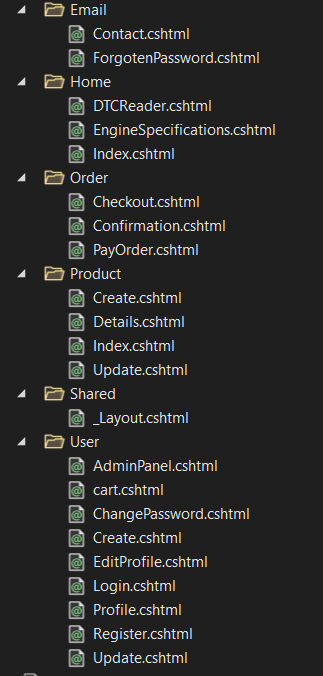 Email
Contact.cshtml
ForgotenPassword.cshtml
Home
DTCReader.cshtml
EngineSpecifications.cshtml
Index.cshtml
Order
Checkout.cshtml
Confirmation.cshtml
PayOrder.cshtml
Product
Create.cshtml
Details.cshtml
Index.cshtml
Update.cshtml
Shared
_Layout.cshtml
User
AdminPanel.cshtml
cart.cshtml
ChangePassword.cshtml
Create.cshtml
EditProfile.cshtml
Login.cshtml
Profile.cshtml
Register.cshtml
Update.cshtml